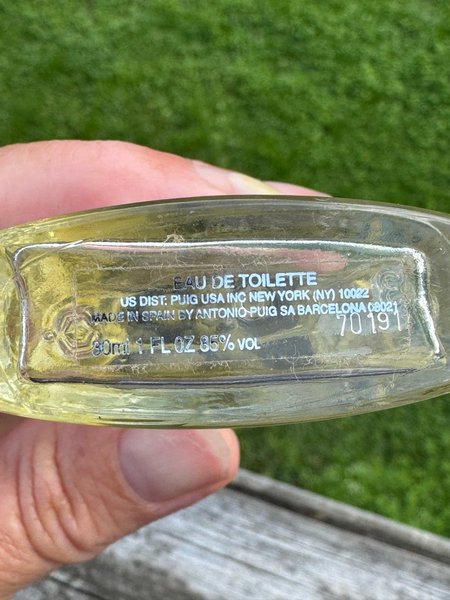 EAU DE TOILETTE
US DIST: PUIG USA INC NEW YORK (NY) 10022
MADE IN SPAIN BY ANTONIO PUIG SA BARCELONA 08021
70191
30ml 1 FL OZ 85% VOL